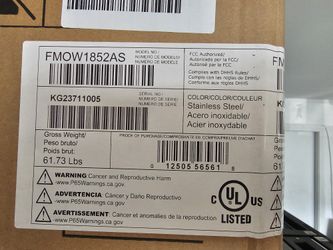 FMOW1852AS
MODEL NO /
NUMERO DE MODELO/
NUMÉRO DE MODÈLE
FCC Authorized/
Autorizado por FCC/
Autorisé par FCC
Complies with DHHS Rules/
Cumple con las reglas de DHHS/
Conforme aux règles du DHHS/
KG23711005
SERIAL NO/
NUMERO DE SERIE/
NUMÉRO DE SÉRIE
COLOR/COLOR/COULEUR
Stainless Steel/
Acero inoxidable/
Acier inoxydable
Gross Weight/
Peso bruto/
Poids brut:
61.73 Lbs
PROOF OF PURCHASE/COMPROBANTE DE COMPRA/PREUVE D'ACHAT
0 12505 56561 8
WARNING Cancer and Reproductive Harm
www.P65Warnings.ca.gov
ADVERTENCIA Cancer y Daño Reproductivo
www.P65Warnings.ca.gov
AVERTISSEMENT Cancer et anomalies de la reproduction
www.P65Warnings.ca.gov
C UL US
LISTED